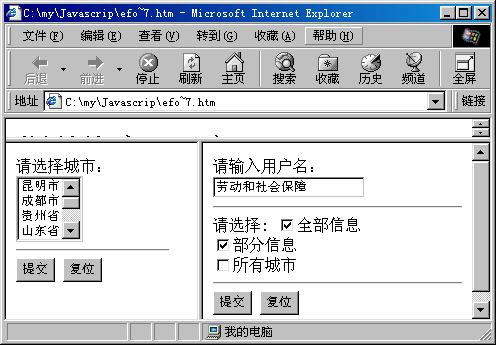 C:\my\Javascrip\efo~7.htm - Microsoft Internet Explorer
文件(F) 编辑(E) 查看(V) 转到(G) 收藏(A) 帮助(H)
后退 前进 停止 刷新 主页 搜索 收藏 历史 频道 全屏
地址 C:\my\Javascrip\efo~7.htm 链接
请选择城市:
昆明市
成都市
贵州省
山东省
提交 复位
请输入用户名:
劳动和社会保障
请选择: 全部信息
部分信息
所有城市
提交 复位
我的电脑